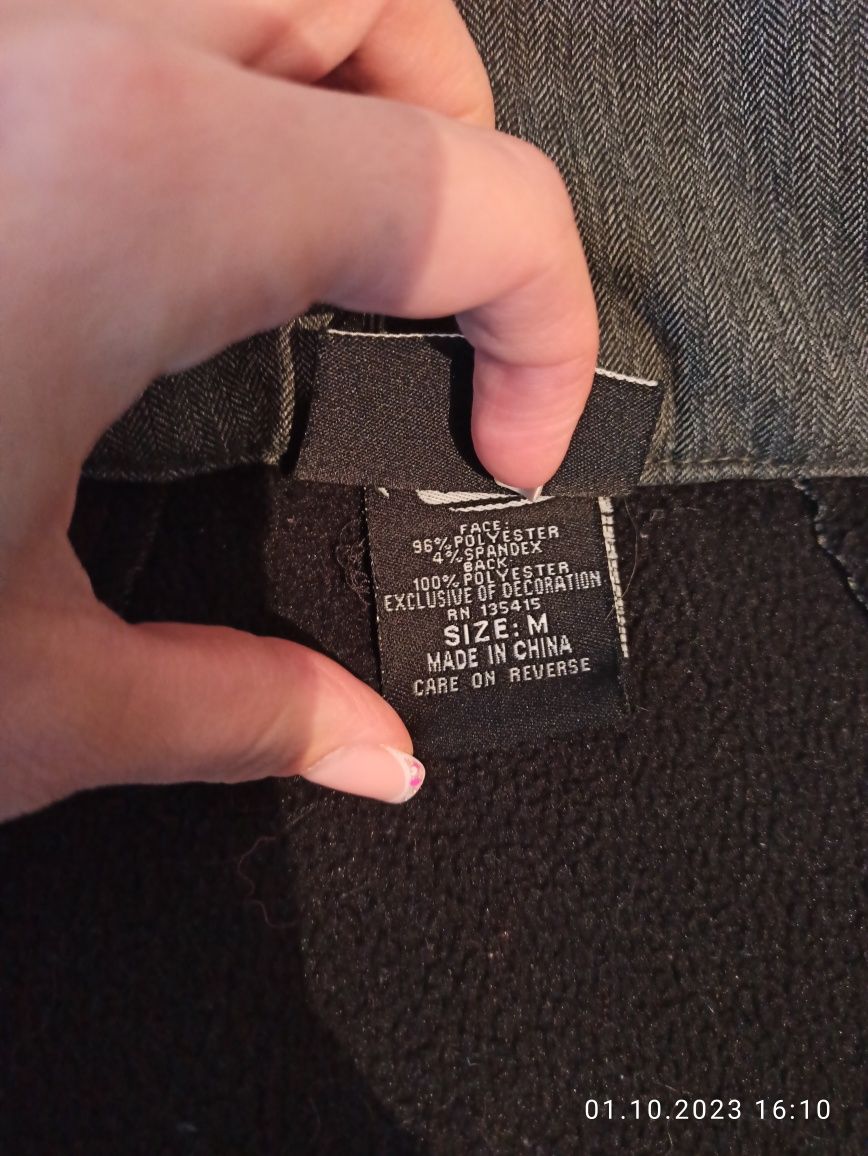 FACE:
96% POLYESTER
4% SPANDEX
BACK
100% POLYESTER
EXCLUSIVE OF DECORATION
RN 135415
SIZE: M
MADE IN CHINA
CARE ON REVERSE
01.10.2023 16:10